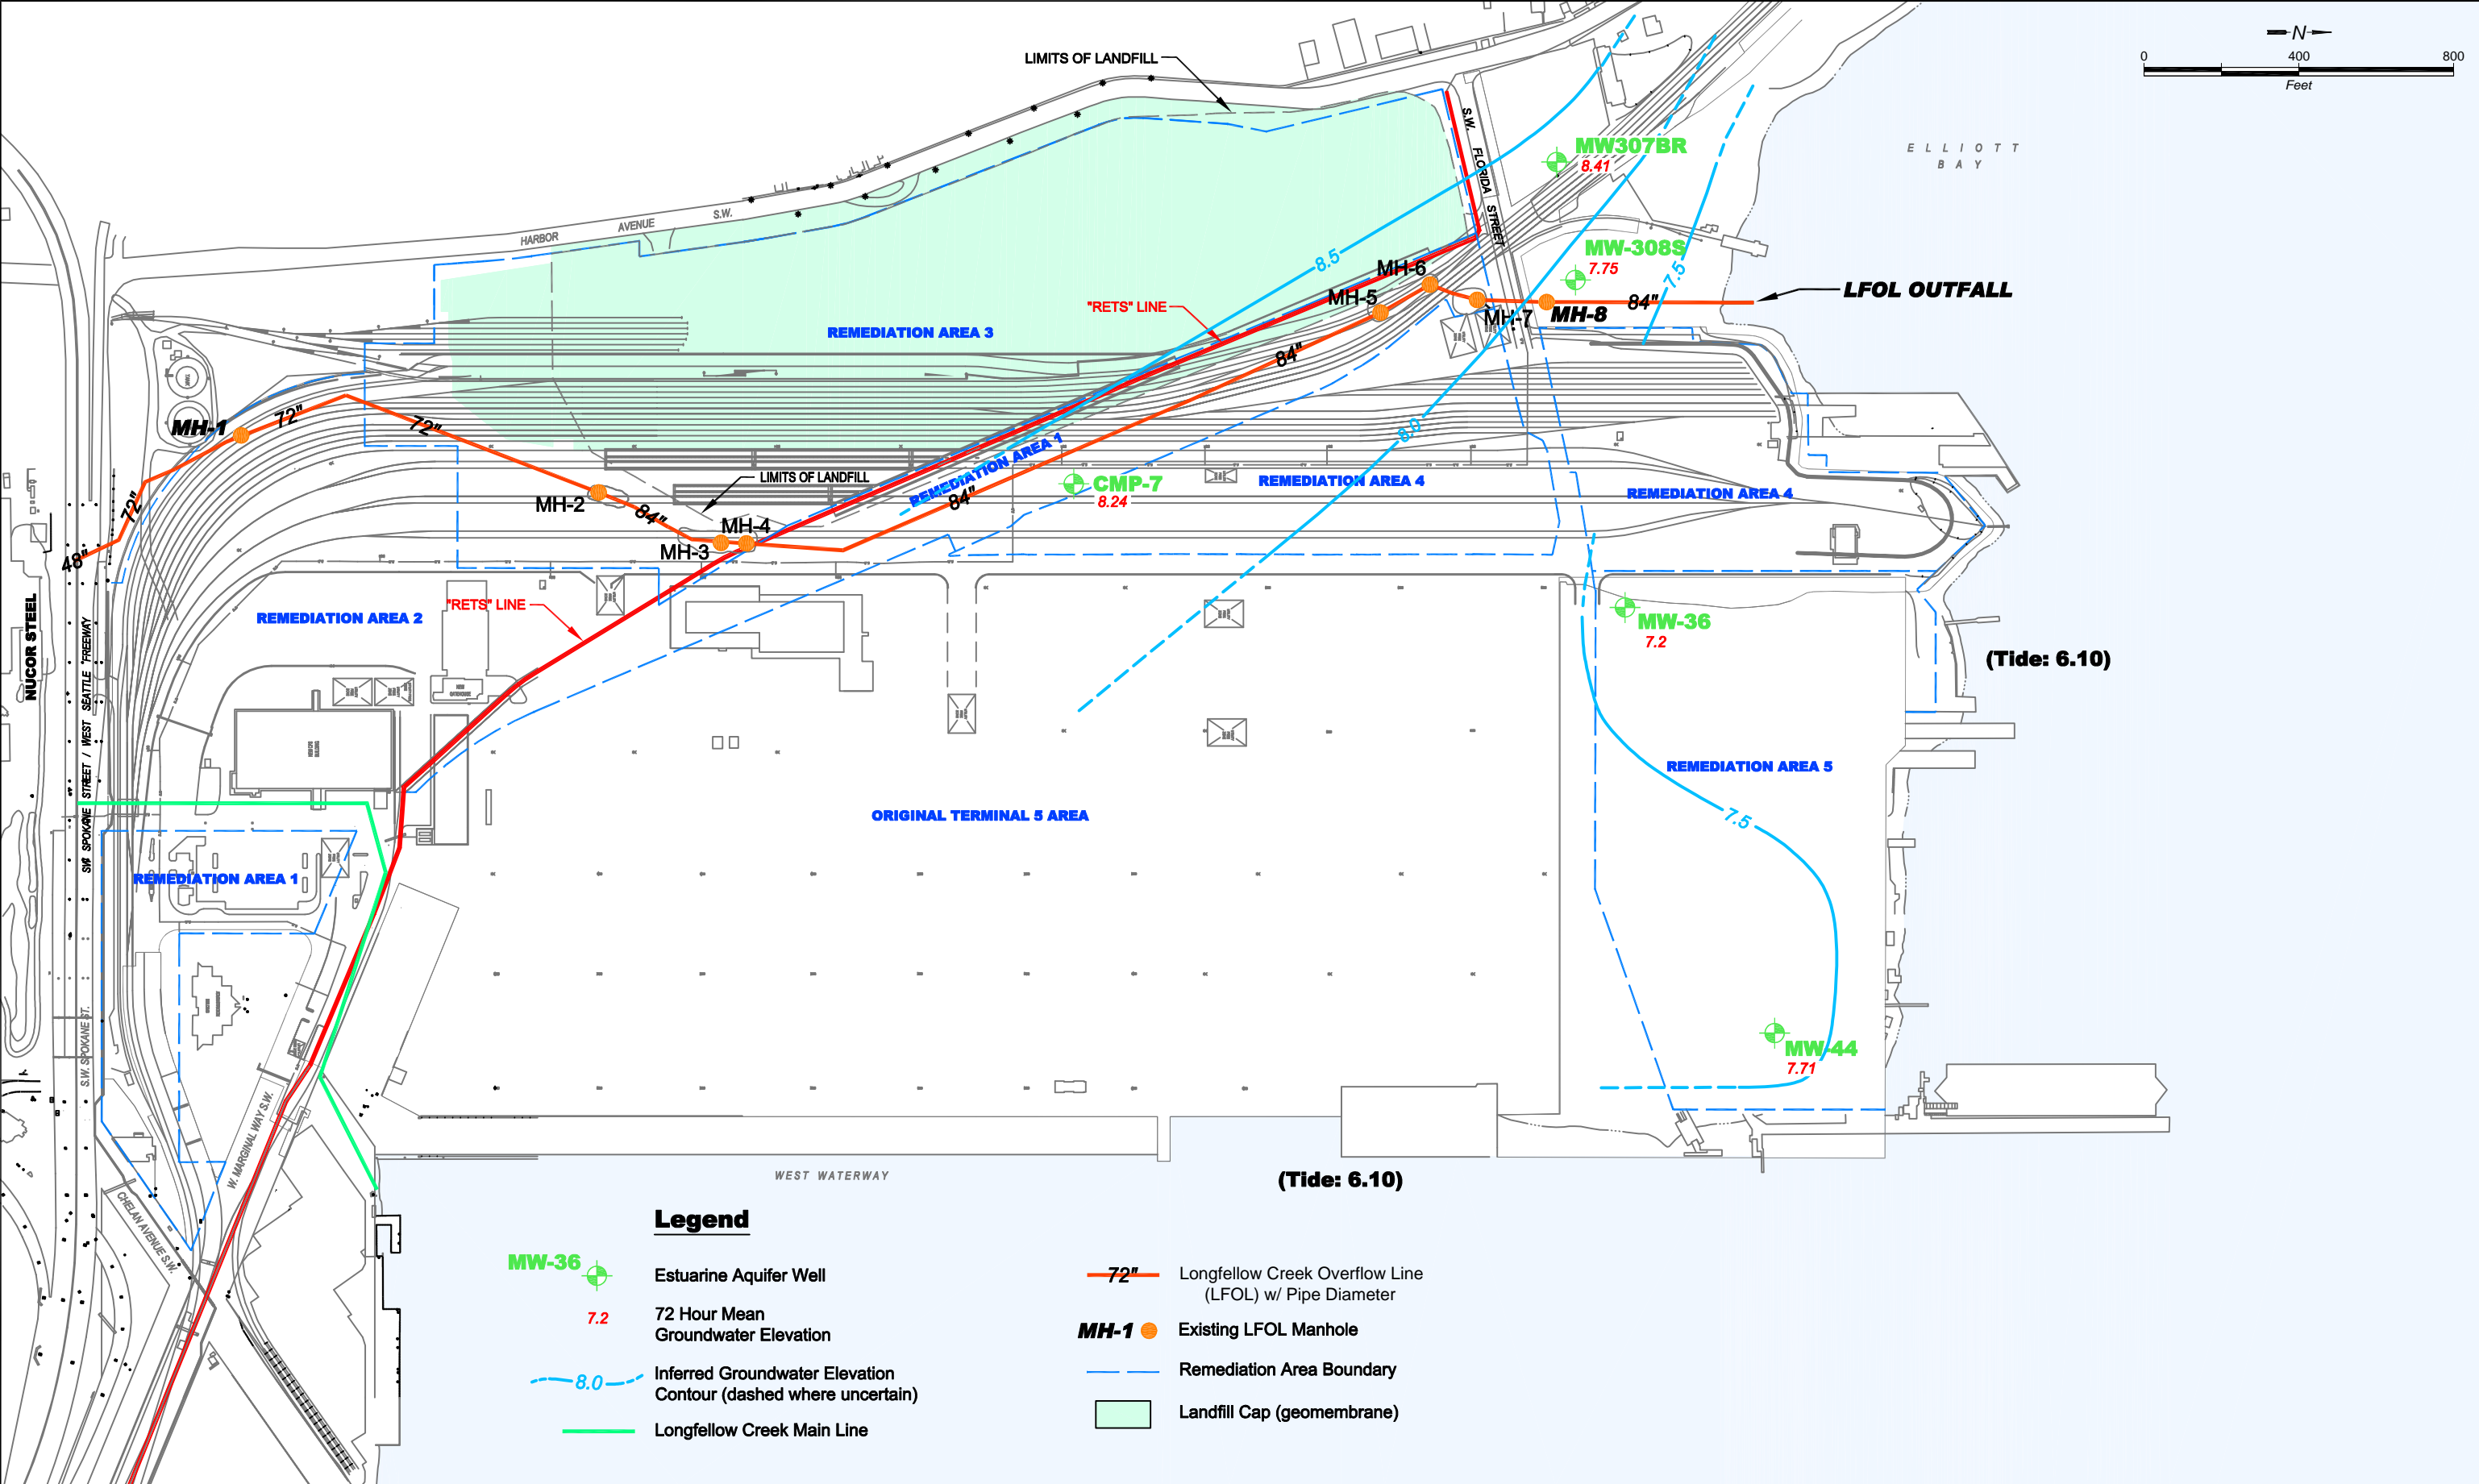 N
0 400 800
Feet
LIMITS OF LANDFILL
S.W. FLORIDA STREET
MW307BR
8.41
ELLIOTT
BAY
HARBOR AVENUE S.W.
8.5
MW-308S
7.75
7.5
MH-6
MH-5
"RETS" LINE
LFOL OUTFALL
84"
MH-8
MH-7
REMEDIATION AREA 3
84"
TANK
MH-1
72"
72"
8.0
REMEDIATION AREA 1
LIMITS OF LANDFILL
CMP-7
8.24
REMEDIATION AREA 4
REMEDIATION AREA 4
84"
MH-2
84"
72"
MH-4
MH-3
48"
NUCOR STEEL
SW SPOKANE STREET / WEST SEATTLE FREEWAY
REMEDIATION AREA 2
"RETS" LINE
MW-36
7.2
(Tide: 6.10)
REMEDIATION AREA 5
7.5
ORIGINAL TERMINAL 5 AREA
REMEDIATION AREA 1
S.W. SPOKANE ST.
MW-44
7.71
W. MARGINAL WAY S.W.
CHELAN AVENUE S.W.
WEST WATERWAY
(Tide: 6.10)
Legend
MW-36
Estuarine Aquifer Well
7.2
72 Hour Mean
Groundwater Elevation
8.0
Inferred Groundwater Elevation
Contour (dashed where uncertain)
Longfellow Creek Main Line
72"
Longfellow Creek Overflow Line
(LFOL) w/ Pipe Diameter
MH-1
Existing LFOL Manhole
Remediation Area Boundary
Landfill Cap (geomembrane)